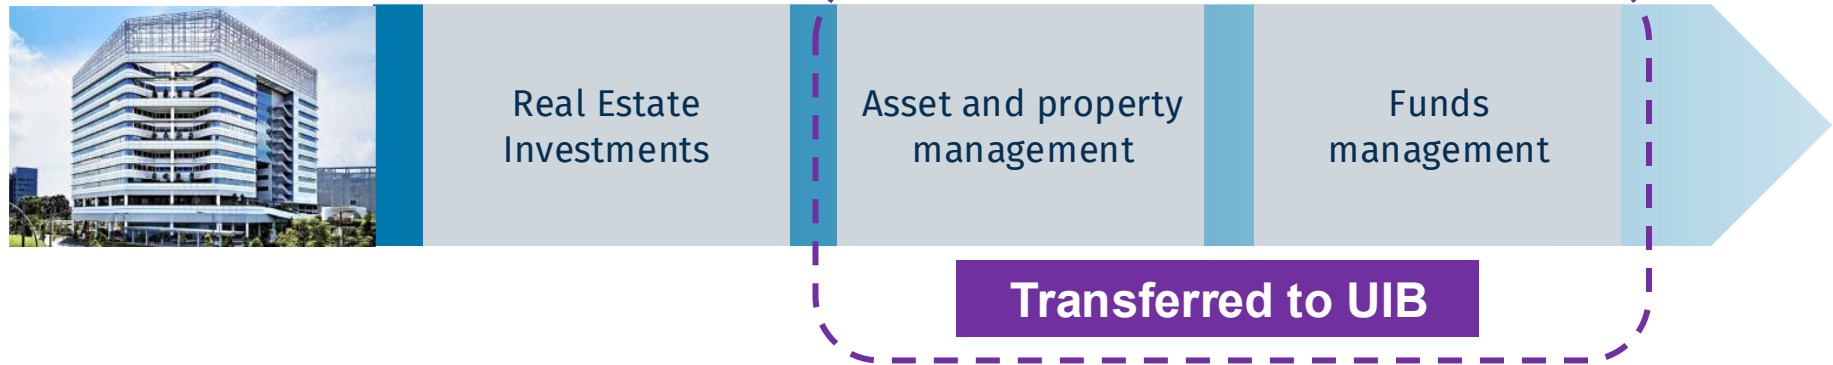 Real Estate
Investments
Asset and property
management
Funds
management
Transferred to UIB